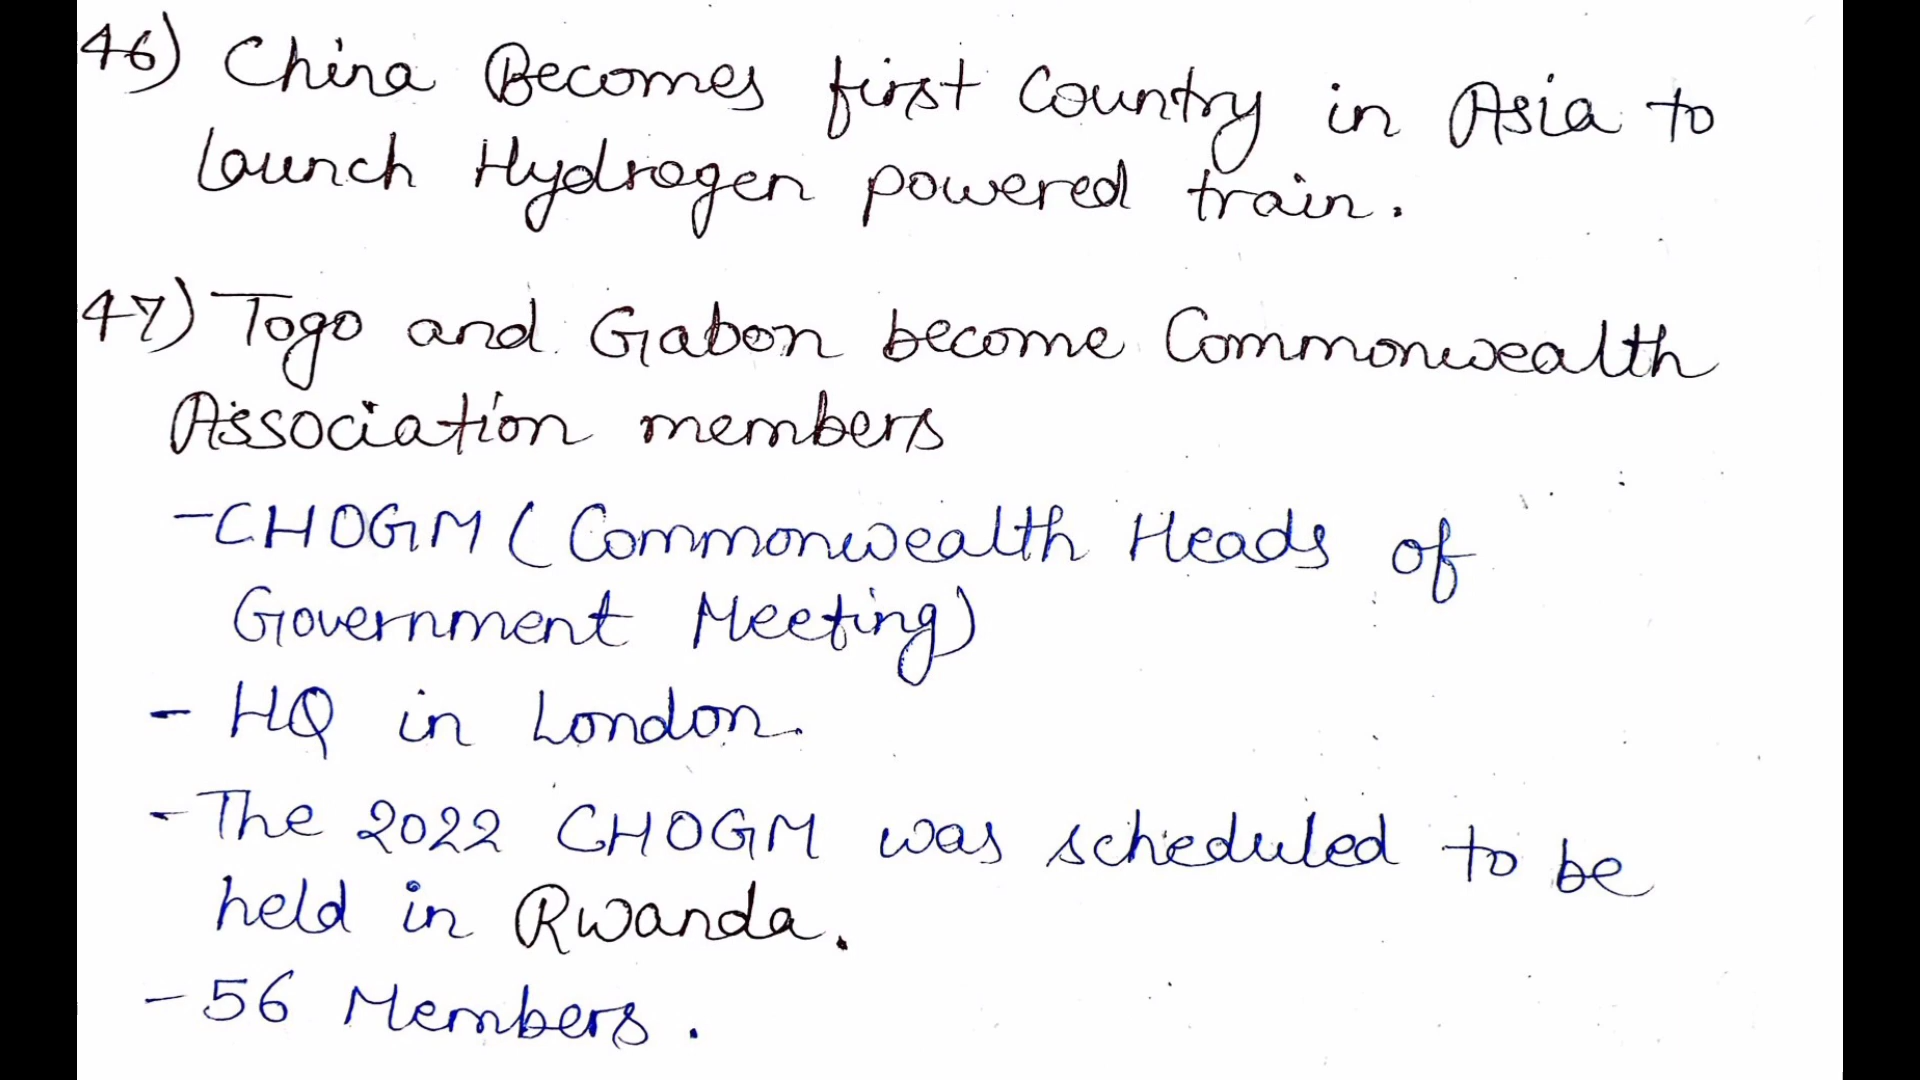 46) China Becomes first Country in Asia to
launch Hydrogen powered train.
47) Togo and Gabon become Commonwealth
Association members
- CHOGM (Commonwealth Heads of
Government Meeting)
- HQ in London.
- The 2022 CHOGM was scheduled to be
held in Rwanda.
- 56 Members.